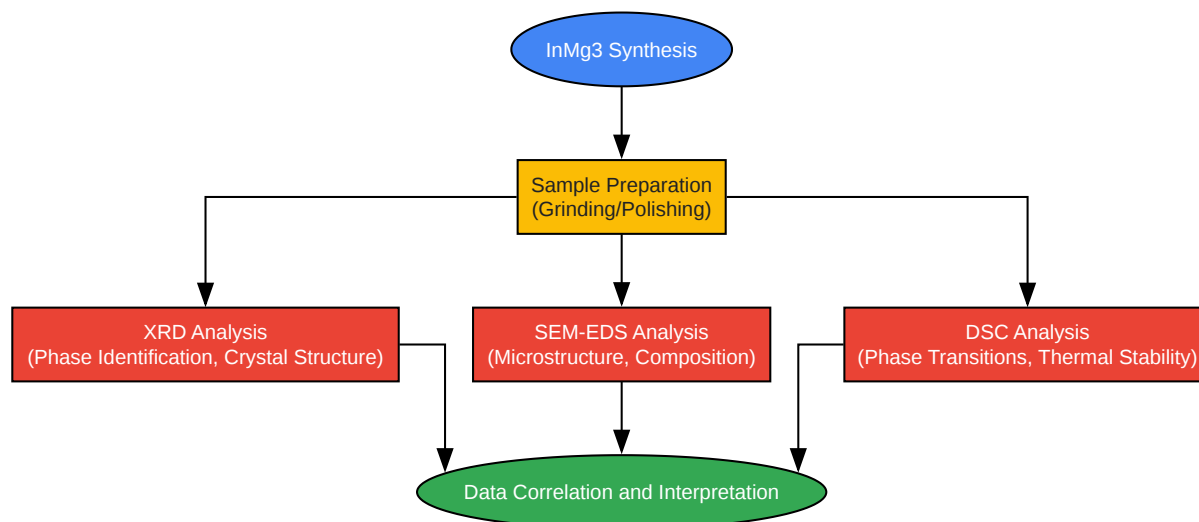 InMg3 Synthesis
Sample Preparation
(Grinding/Polishing)
XRD Analysis
(Phase Identification, Crystal Structure)
SEM-EDS Analysis
(Microstructure, Composition)
DSC Analysis
(Phase Transitions, Thermal Stability)
Data Correlation and Interpretation